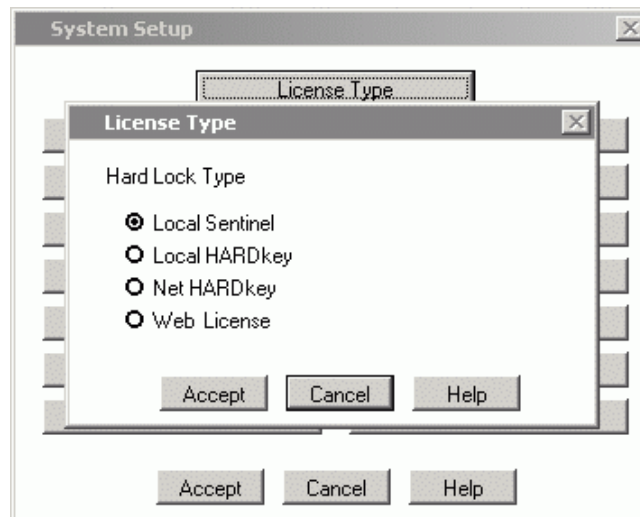 System Setup
License Type
License Type
Hard Lock Type
Local Sentinel
Local HARDkey
Net HARDkey
Web License
Accept Cancel Help
Accept Cancel Help